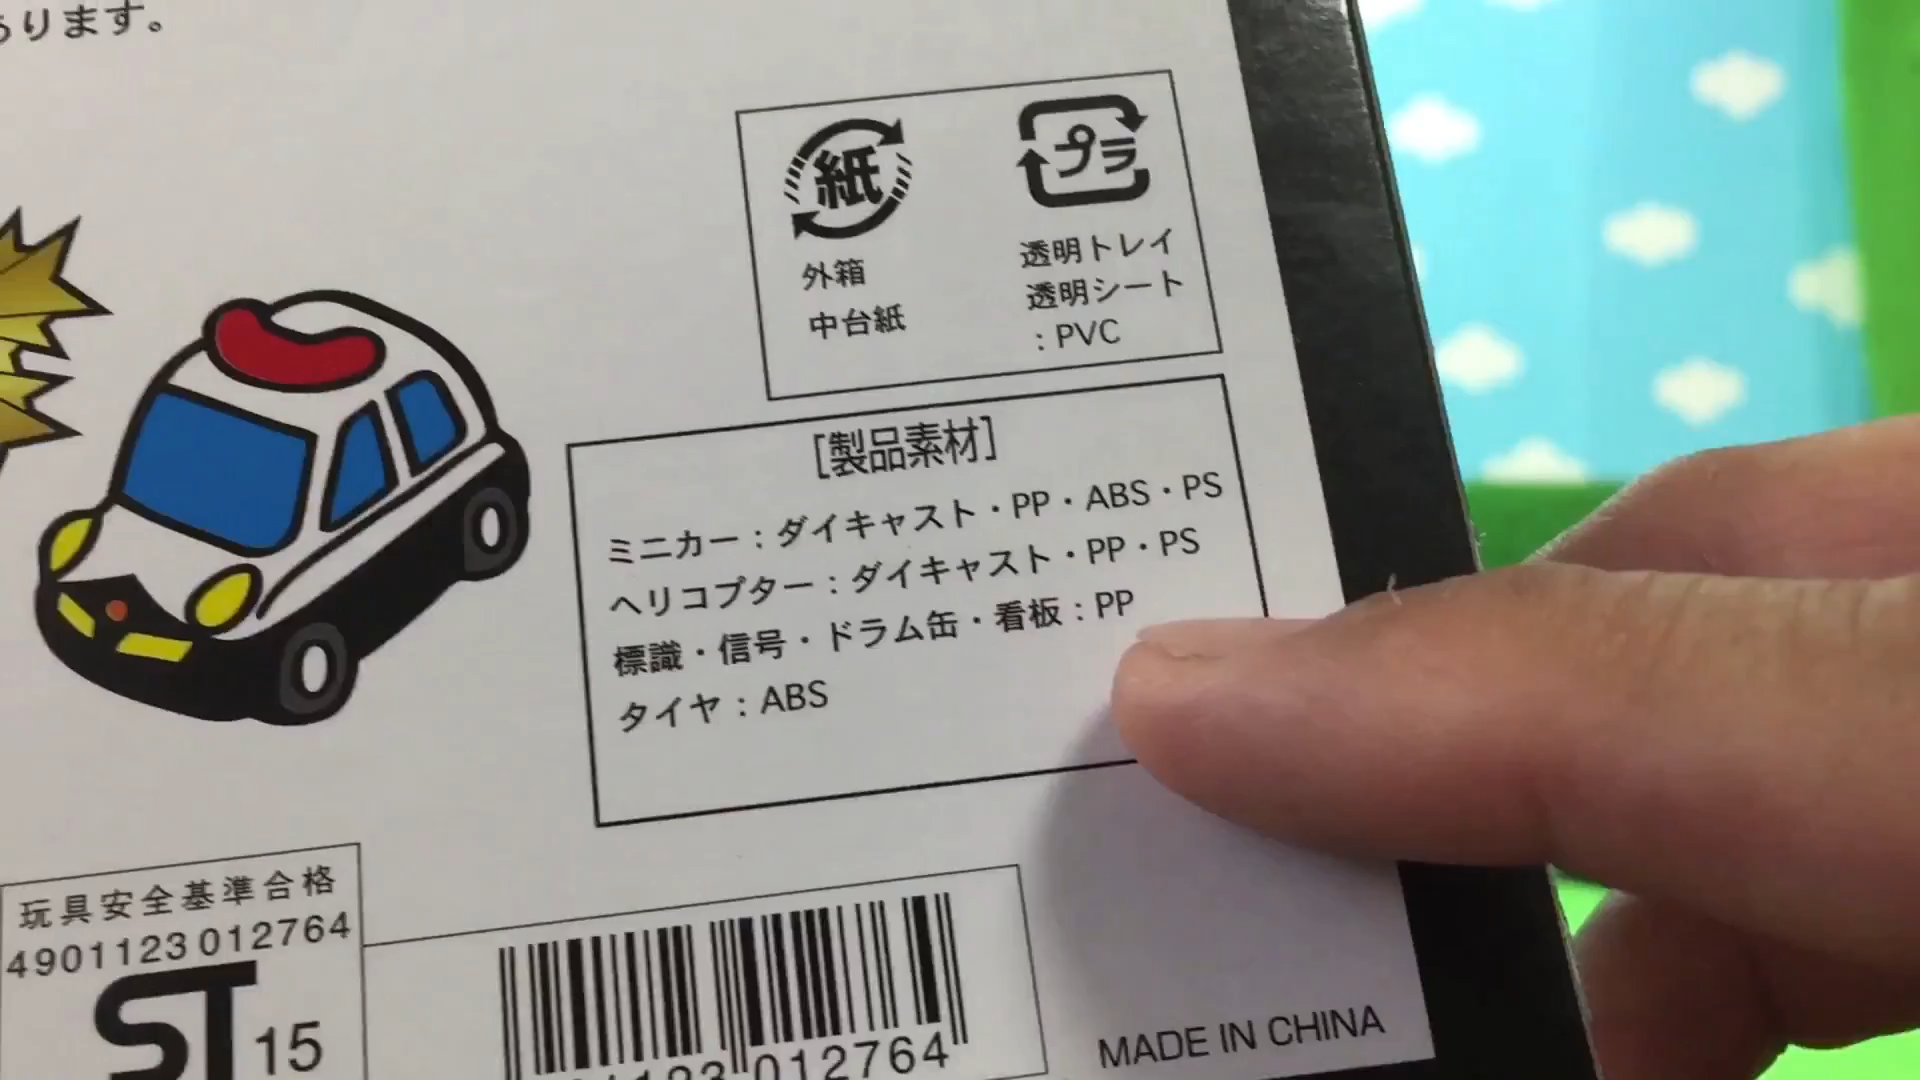 あります。
紙
プラ
外箱
中台紙
透明トレイ
透明シート
:PVC
[製品素材]
ミニカー:ダイキャスト・PP・ABS・PS
ヘリコプター:ダイキャスト・PP・PS
標識・信号・ドラム缶・看板:PP
タイヤ:ABS
玩具安全基準合格
4901123012764
ST15
123 012764
MADE IN CHINA